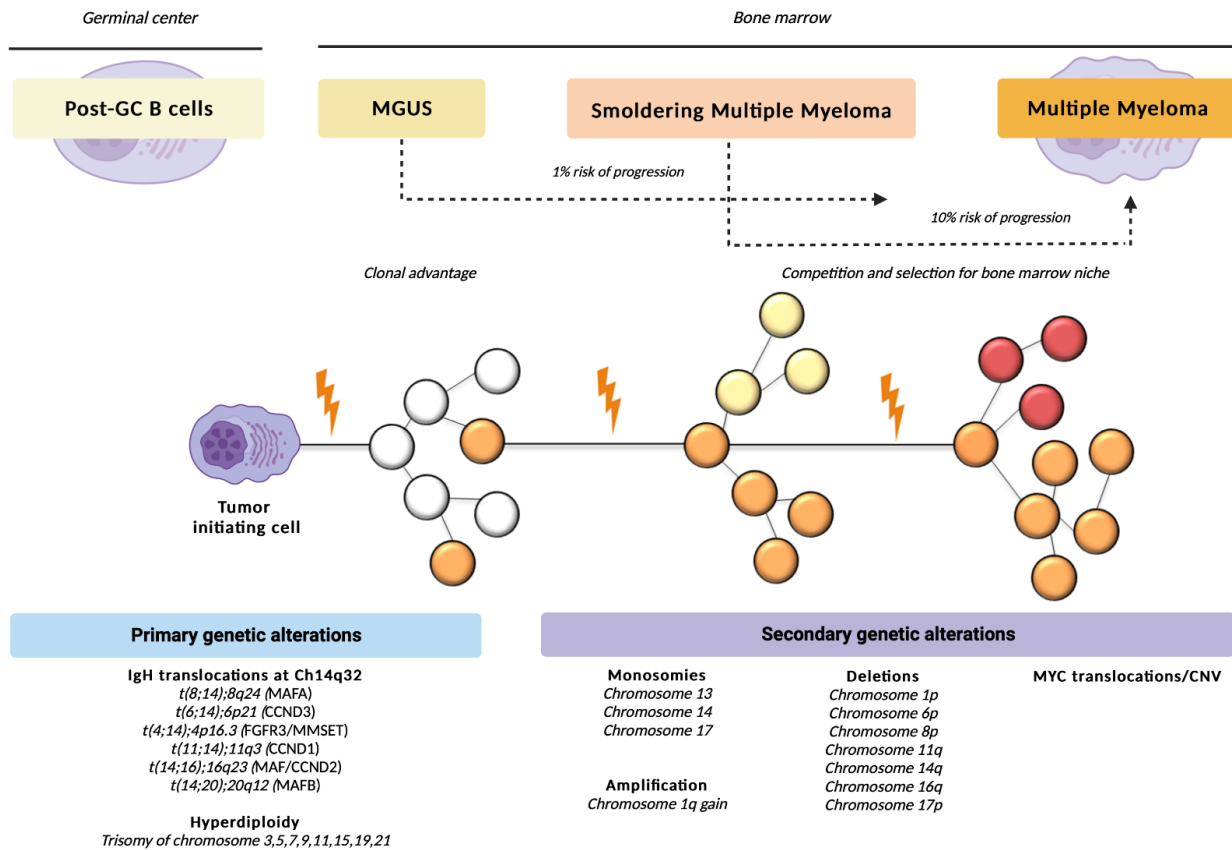 Germinal center
Bone marrow
Post-GC B cells
MGUS
Smoldering Multiple Myeloma
Multiple Myeloma
1% risk of progression
10% risk of progression
Clonal advantage
Competition and selection for bone marrow niche
Tumor
initiating cell
Primary genetic alterations
IgH translocations at Ch14q32
t(8;14);8q24 (MAFA)
t(6;14);6p21 (CCND3)
t(4;14);4p16.3 (FGFR3/MMSET)
t(11;14);11q3 (CCND1)
t(14;16);16q23 (MAF/CCND2)
t(14;20);20q12 (MAFB)
Hyperdiploidy
Trisomy of chromosome 3,5,7,9,11,15,19,21
Secondary genetic alterations
Monosomies
Chromosome 13
Chromosome 14
Chromosome 17
Amplification
Chromosome 1q gain
Deletions
Chromosome 1p
Chromosome 6p
Chromosome 8p
Chromosome 11q
Chromosome 14q
Chromosome 16q
Chromosome 17p
MYC translocations/CNV